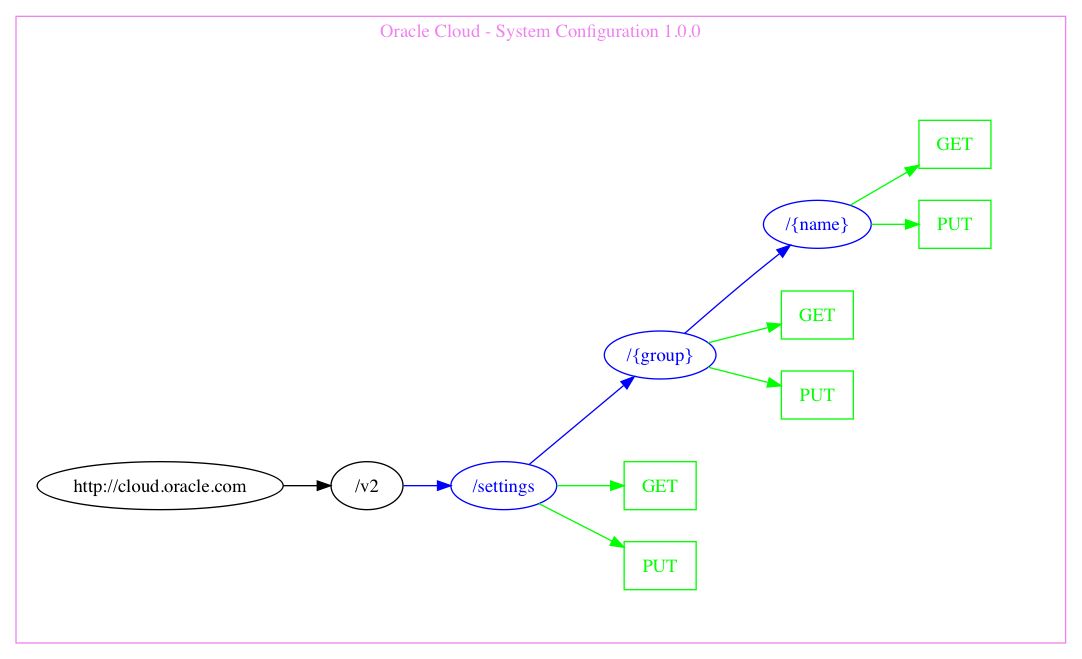 Oracle Cloud - System Configuration 1.0.0
GET
/{name}
PUT
GET
/{group}
PUT
http://cloud.oracle.com
/v2
/settings
GET
PUT